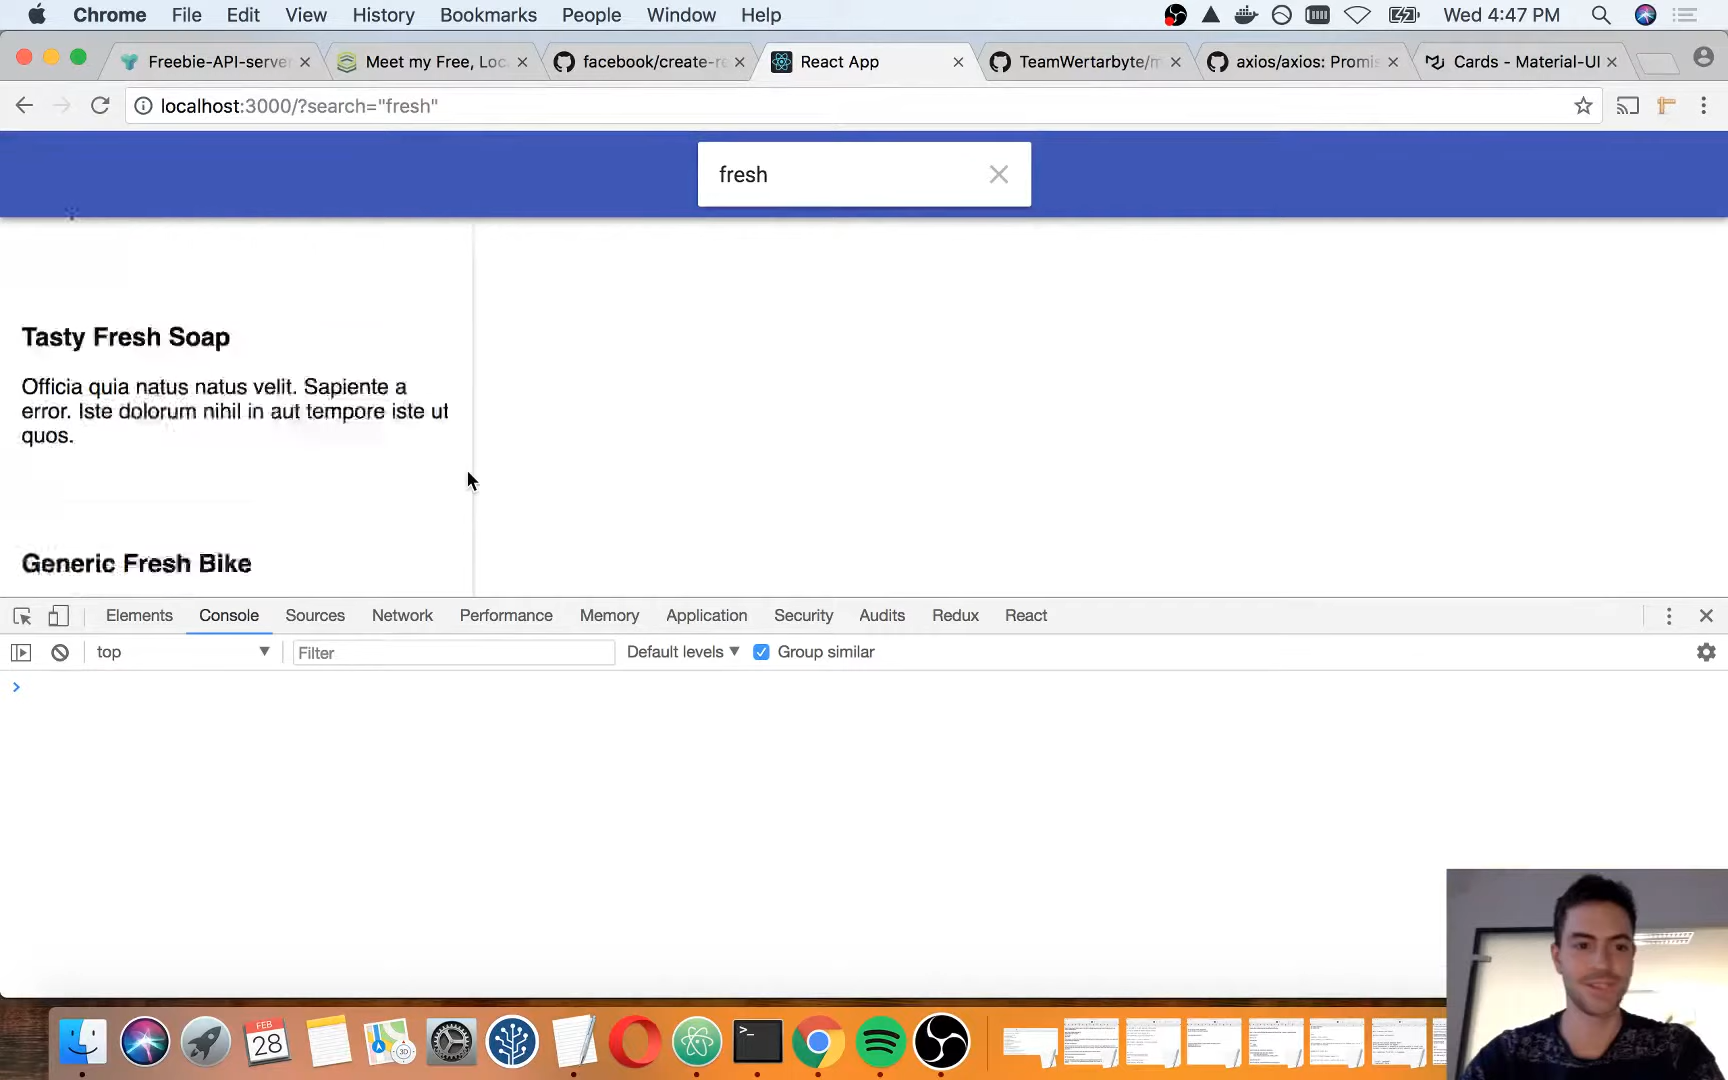 Chrome File Edit View History Bookmarks People Window Help Wed 4:47 PM
Freebie-API-server Meet my Free, Loc facebook/create-re React App TeamWertarbyte/m axios/axios: Promis Cards - Material-UI
localhost:3000/?search="fresh"
fresh
Tasty Fresh Soap
Officia quia natus natus velit. Sapiente a
error. Iste dolorum nihil in aut tempore iste ut
quos.
Generic Fresh Bike
Elements Console Sources Network Performance Memory Application Security Audits Redux React
top Filter Default levels Group similar
FEB
28
3D
>_